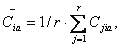 C̄_ia = 1/r · ∑_{j=1}^{r} C_jia,